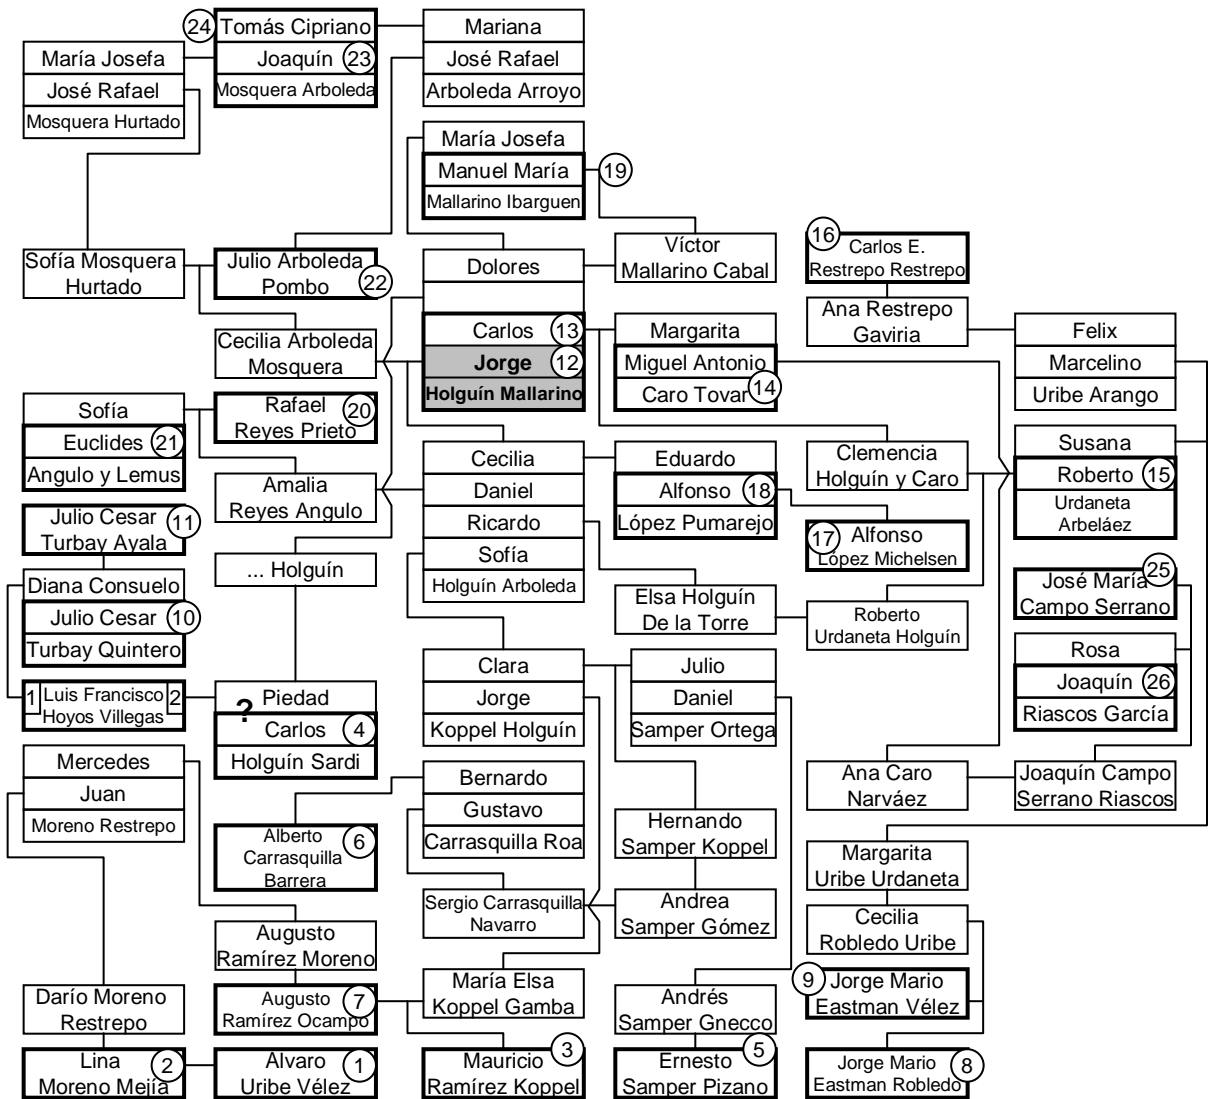 24 Tomás Cipriano
Joaquín 23
Mosquera Arboleda
Mariana
José Rafael
Arboleda Arroyo
María Josefa
José Rafael
Mosquera Hurtado
María Josefa
Manuel María 19
Mallarino Ibarguen
Sofía Mosquera
Hurtado
Julio Arboleda
Pombo 22
Dolores
Víctor
Mallarino Cabal
16 Carlos E.
Restrepo Restrepo
Ana Restrepo
Gaviria
Felix
Marcelino
Uribe Arango
Cecilia Arboleda
Mosquera
Carlos 13
Jorge 12
Holguín Mallarino
Margarita
Miguel Antonio
Caro Tovar 14
Sofía
Euclides 21
Angulo y Lemus
Rafael 20
Reyes Prieto
Amalia
Reyes Angulo
Cecilia
Daniel
Ricardo
Sofía
Holguín Arboleda
Eduardo
Alfonso 18
López Pumarejo
Clemencia
Holguín y Caro
Susana
Roberto 15
Urdaneta
Arbeláez
17 Alfonso
López Michelsen
Julio Cesar 11
Turbay Ayala
... Holguín
Diana Consuelo
Julio Cesar 10
Turbay Quintero
Elsa Holguín
De la Torre
Roberto
Urdaneta Holguín
José María 25
Campo Serrano
Rosa
Joaquín 26
Riascos García
1 Luis Francisco 2
Hoyos Villegas
Piedad
?
Carlos 4
Holguín Sardi
Clara
Jorge
Koppel Holguín
Julio
Daniel
Samper Ortega
Mercedes
Juan
Moreno Restrepo
Alberto 6
Carrasquilla
Barrera
Bernardo
Gustavo
Carrasquilla Roa
Hernando
Samper Koppel
Ana Caro
Narváez
Joaquín Campo
Serrano Riascos
Margarita
Uribe Urdaneta
Sergio Carrasquilla
Navarro
Andrea
Samper Gómez
Cecilia
Robledo Uribe
Augusto
Ramírez Moreno
María Elsa
Koppel Gamba
9 Jorge Mario
Eastman Vélez
Darío Moreno
Restrepo
Augusto 7
Ramírez Ocampo
Andrés
Samper Gnecco
Lina 2
Moreno Mejía
Alvaro 1
Uribe Vélez
Mauricio 3
Ramírez Koppel
Ernesto 5
Samper Pizano
Jorge Mario 8
Eastman Robledo